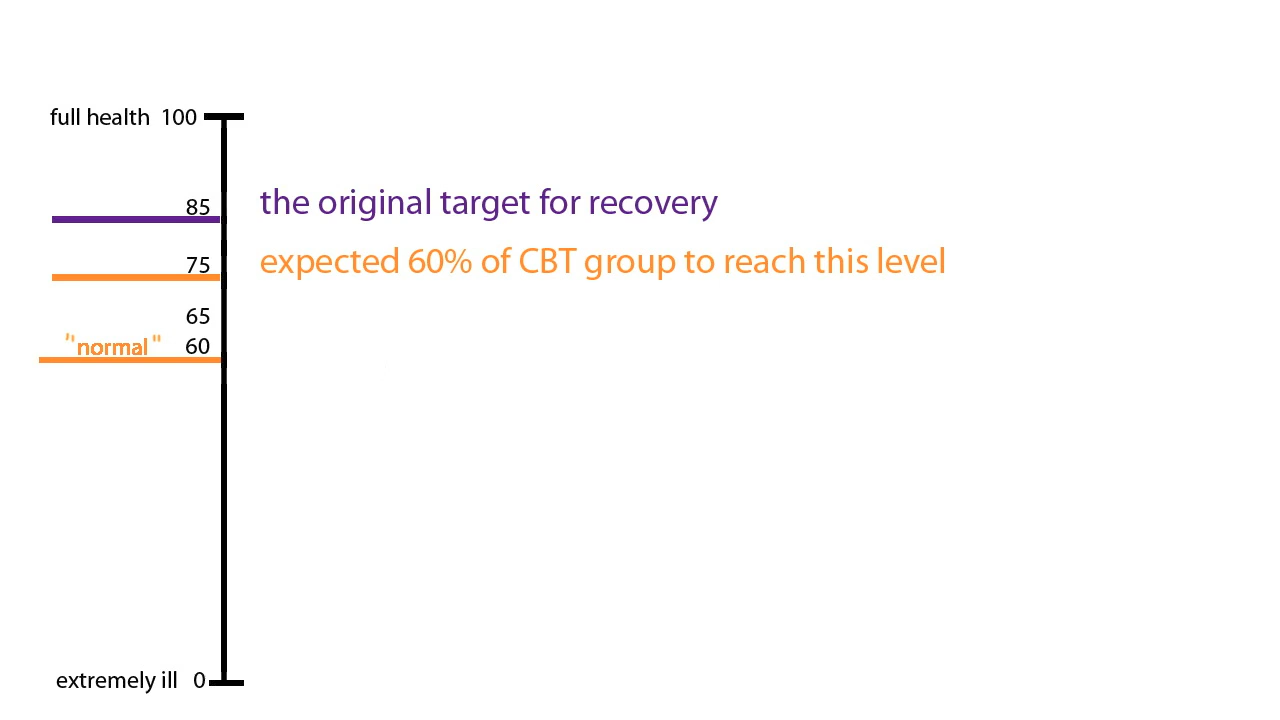 full health 100
85 the original target for recovery
75 expected 60% of CBT group to reach this level
65
"normal" 60
extremely ill 0